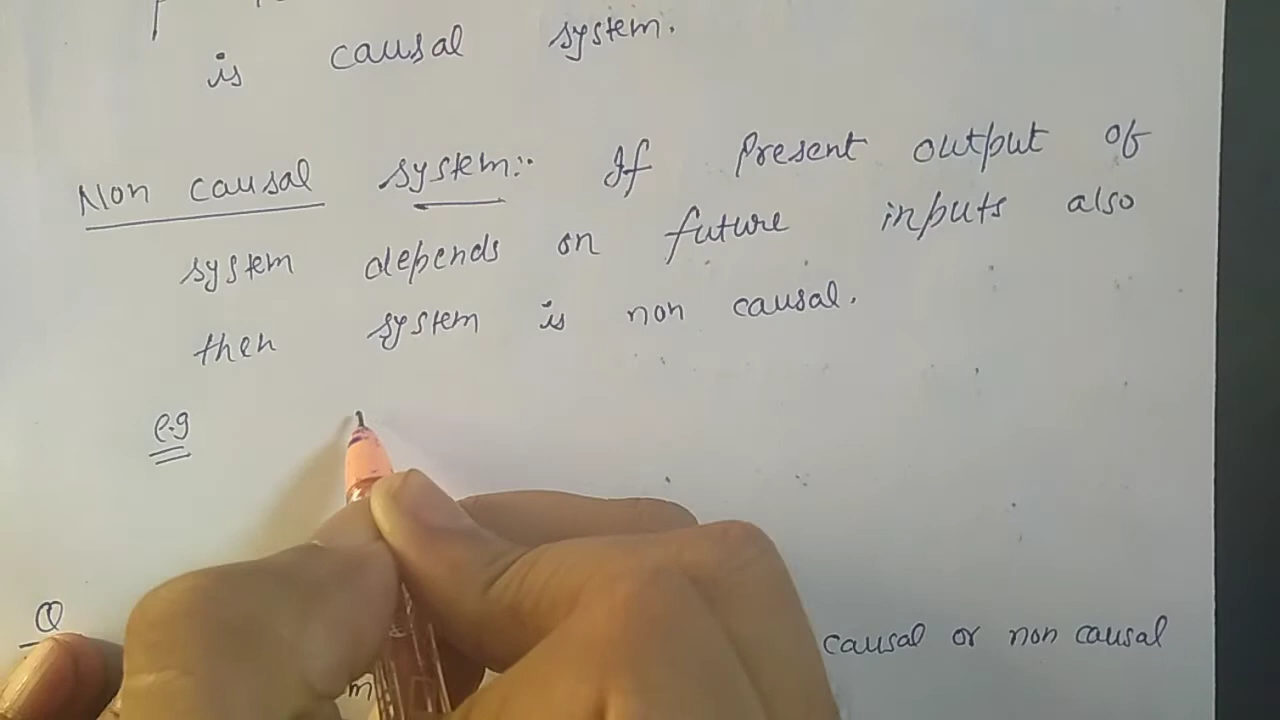 is causal system.
Non causal system:- If Present output of
system depends on future inputs also
then system is non causal.
e.g
Q
causal or non causal